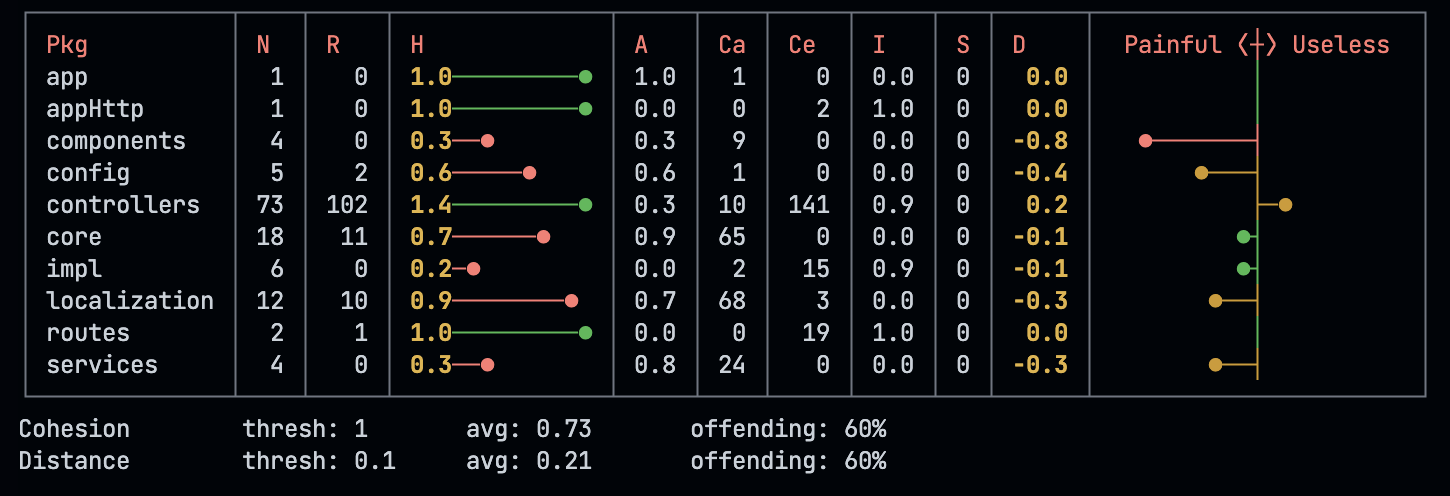 Pkg N R H A Ca Ce I S D Painful <┼> Useless
app 1 0 1.0 1.0 1 0 0.0 0 0.0
appHttp 1 0 1.0 0.0 0 2 1.0 0 0.0
components 4 0 0.3 0.3 9 0 0.0 0 -0.8
config 5 2 0.6 0.6 1 0 0.0 0 -0.4
controllers 73 102 1.4 0.3 10 141 0.9 0 0.2
core 18 11 0.7 0.9 65 0 0.0 0 -0.1
impl 6 0 0.2 0.0 2 15 0.9 0 -0.1
localization 12 10 0.9 0.7 68 3 0.0 0 -0.3
routes 2 1 1.0 0.0 0 19 1.0 0 0.0
services 4 0 0.3 0.8 24 0 0.0 0 -0.3
Cohesion thresh: 1 avg: 0.73 offending: 60%
Distance thresh: 0.1 avg: 0.21 offending: 60%